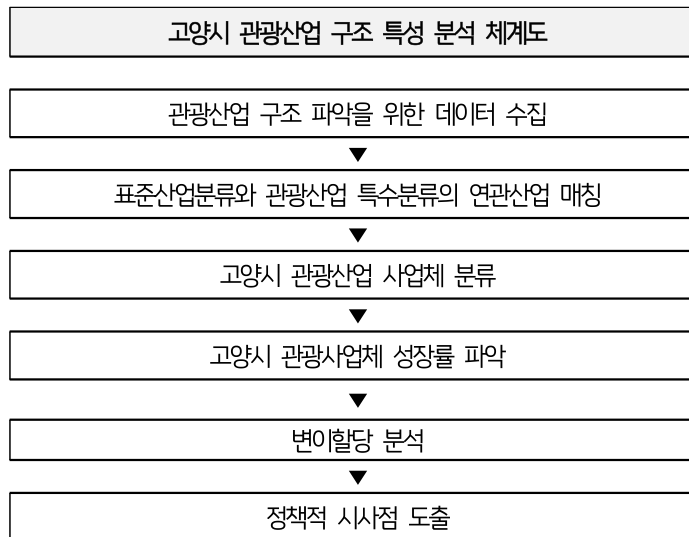 고양시 관광산업 구조 특성 분석 체계도
관광산업 구조 파악을 위한 데이터 수집
▼
표준산업분류와 관광산업 특수분류의 연관산업 매칭
▼
고양시 관광산업 사업체 분류
▼
고양시 관광사업체 성장률 파악
▼
변이할당 분석
▼
정책적 시사점 도출